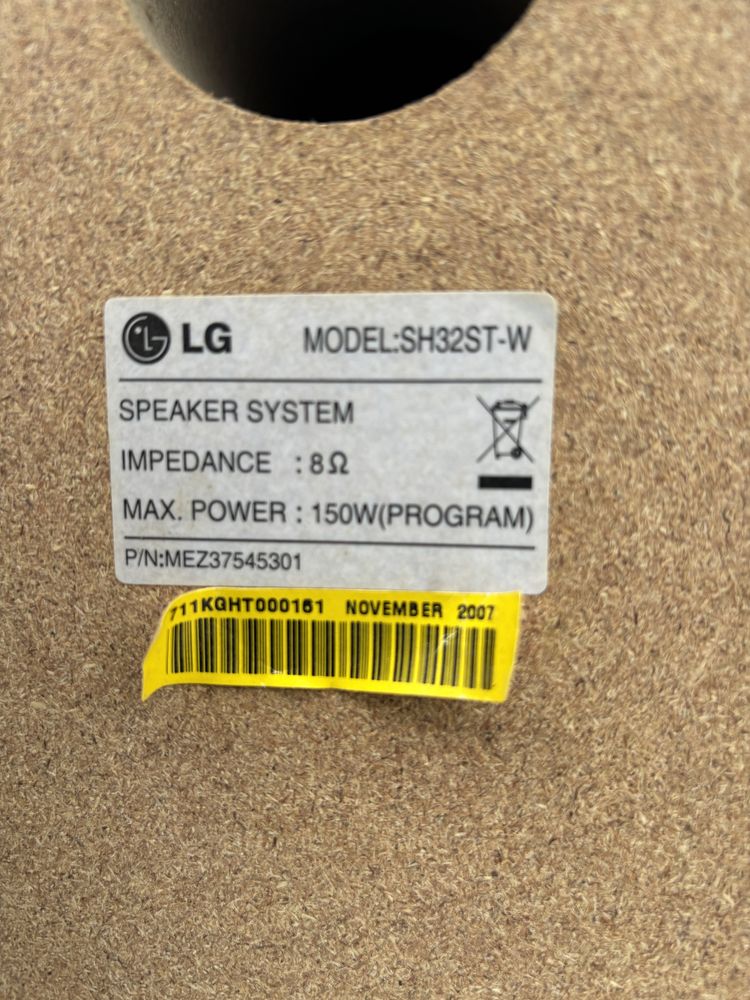 LG MODEL:SH32ST-W
SPEAKER SYSTEM
IMPEDANCE : 8Ω
MAX. POWER : 150W(PROGRAM)
P/N:MEZ37545301
711KGHT000161 NOVEMBER 2007